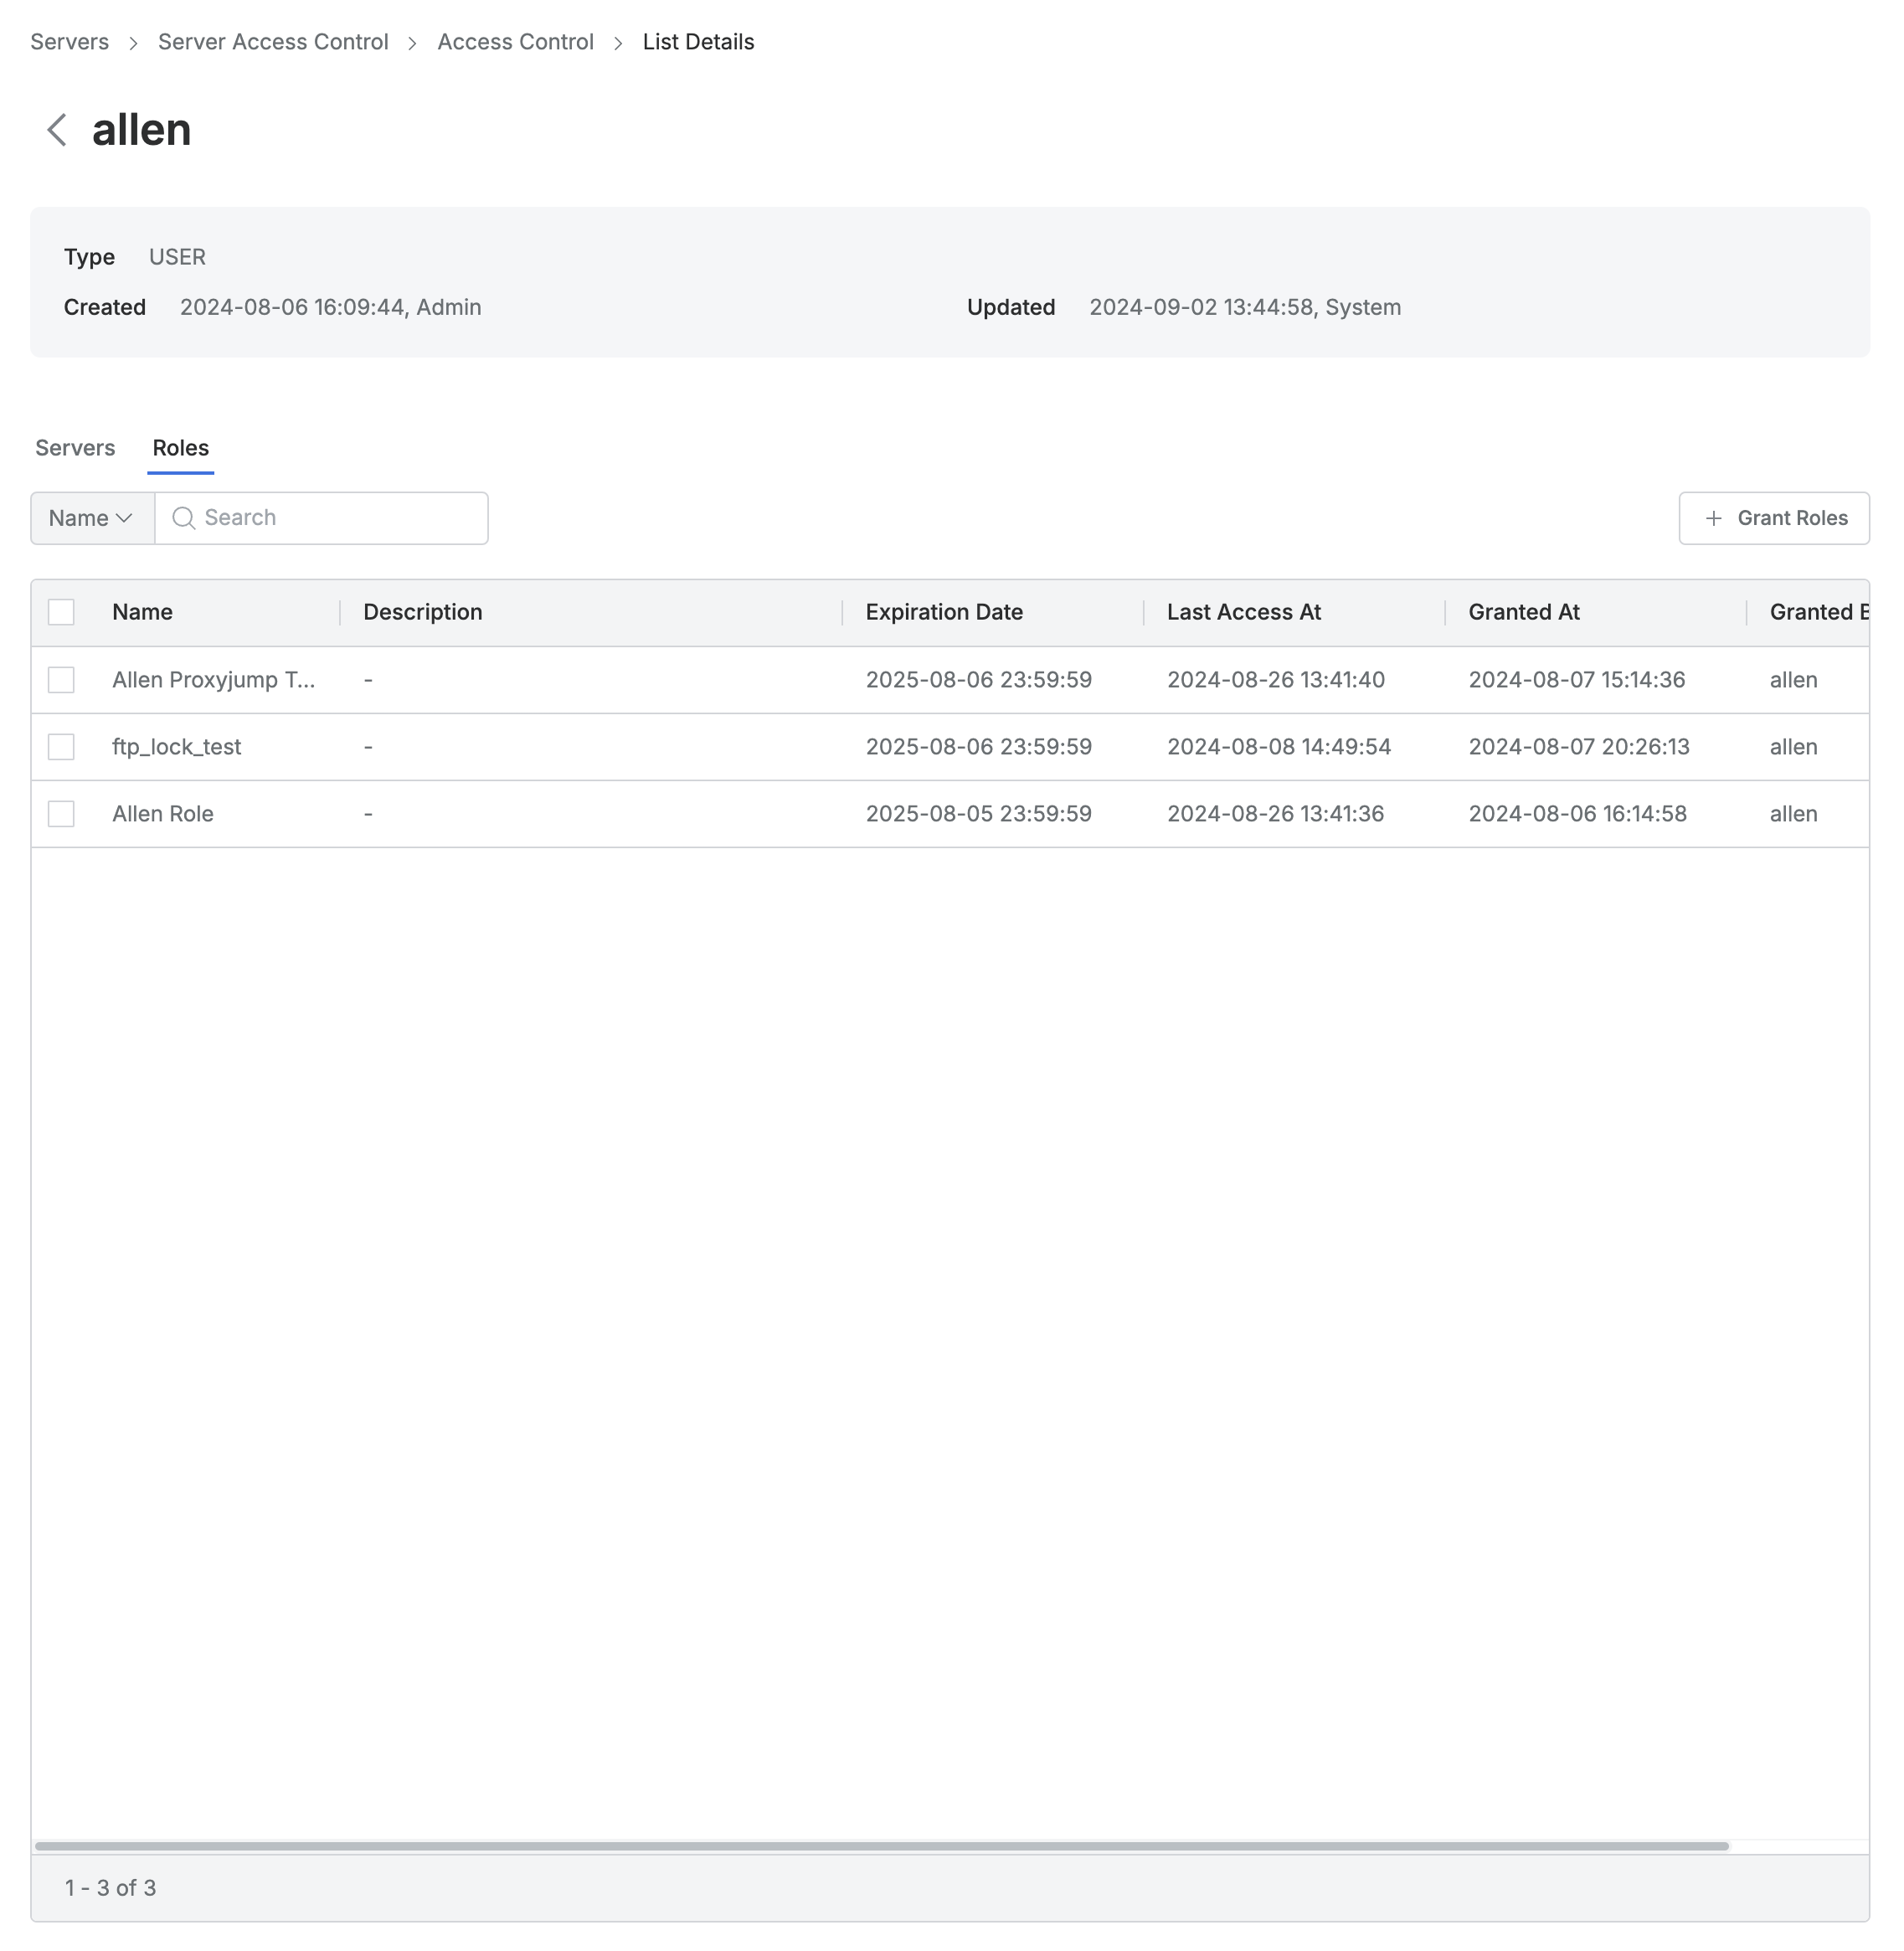 Servers > Server Access Control > Access Control > List Details
allen
Type USER
Created 2024-08-06 16:09:44, Admin Updated 2024-09-02 13:44:58, System
Servers Roles
Name Search + Grant Roles
Name Description Expiration Date Last Access At Granted At Granted
Allen Proxyjump T... - 2025-08-06 23:59:59 2024-08-26 13:41:40 2024-08-07 15:14:36 allen
ftp_lock_test - 2025-08-06 23:59:59 2024-08-08 14:49:54 2024-08-07 20:26:13 allen
Allen Role - 2025-08-05 23:59:59 2024-08-26 13:41:36 2024-08-06 16:14:58 allen
1 - 3 of 3